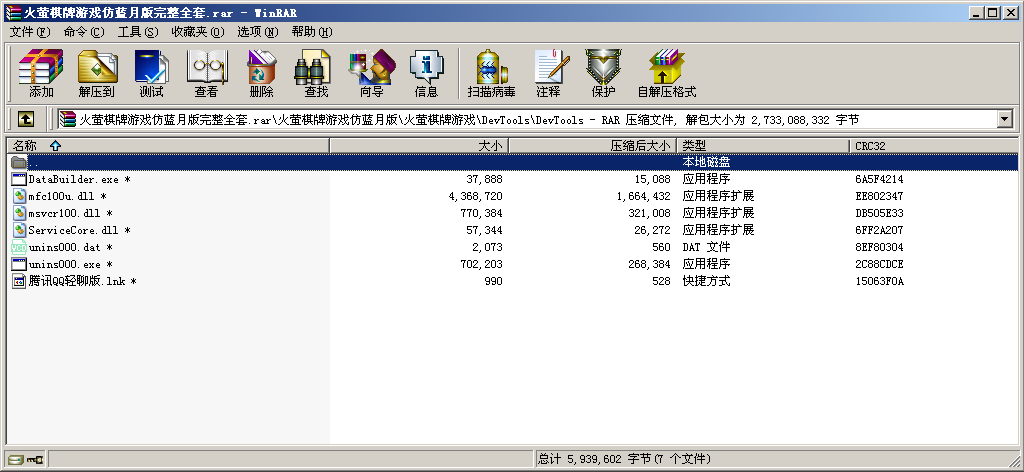 火萤棋牌游戏仿蓝月版完整全套.rar - WinRAR
文件(F) 命令(C) 工具(S) 收藏夹(O) 选项(N) 帮助(H)
添加 解压到 测试 查看 删除 查找 向导 信息 扫描病毒 注释 保护 自解压格式
火萤棋牌游戏仿蓝月版完整全套.rar\火萤棋牌游戏仿蓝月版\火萤棋牌游戏\DevTools\DevTools - RAR 压缩文件, 解包大小为 2,733,088,332 字节
名称 大小 压缩后大小 类型 CRC32
.. 本地磁盘
DataBuilder.exe * 37,888 15,088 应用程序 6A5F4214
mfc100u.dll * 4,368,720 1,664,432 应用程序扩展 EE802347
msvcr100.dll * 770,384 321,008 应用程序扩展 DB505E33
ServiceCore.dll * 57,344 26,272 应用程序扩展 6FF2A207
unins000.dat * 2,073 560 DAT 文件 8EF80304
unins000.exe * 702,203 268,384 应用程序 2C88CDCE
腾讯QQ轻聊版.lnk * 990 528 快捷方式 15063F0A
总计 5,939,602 字节(7 个文件)